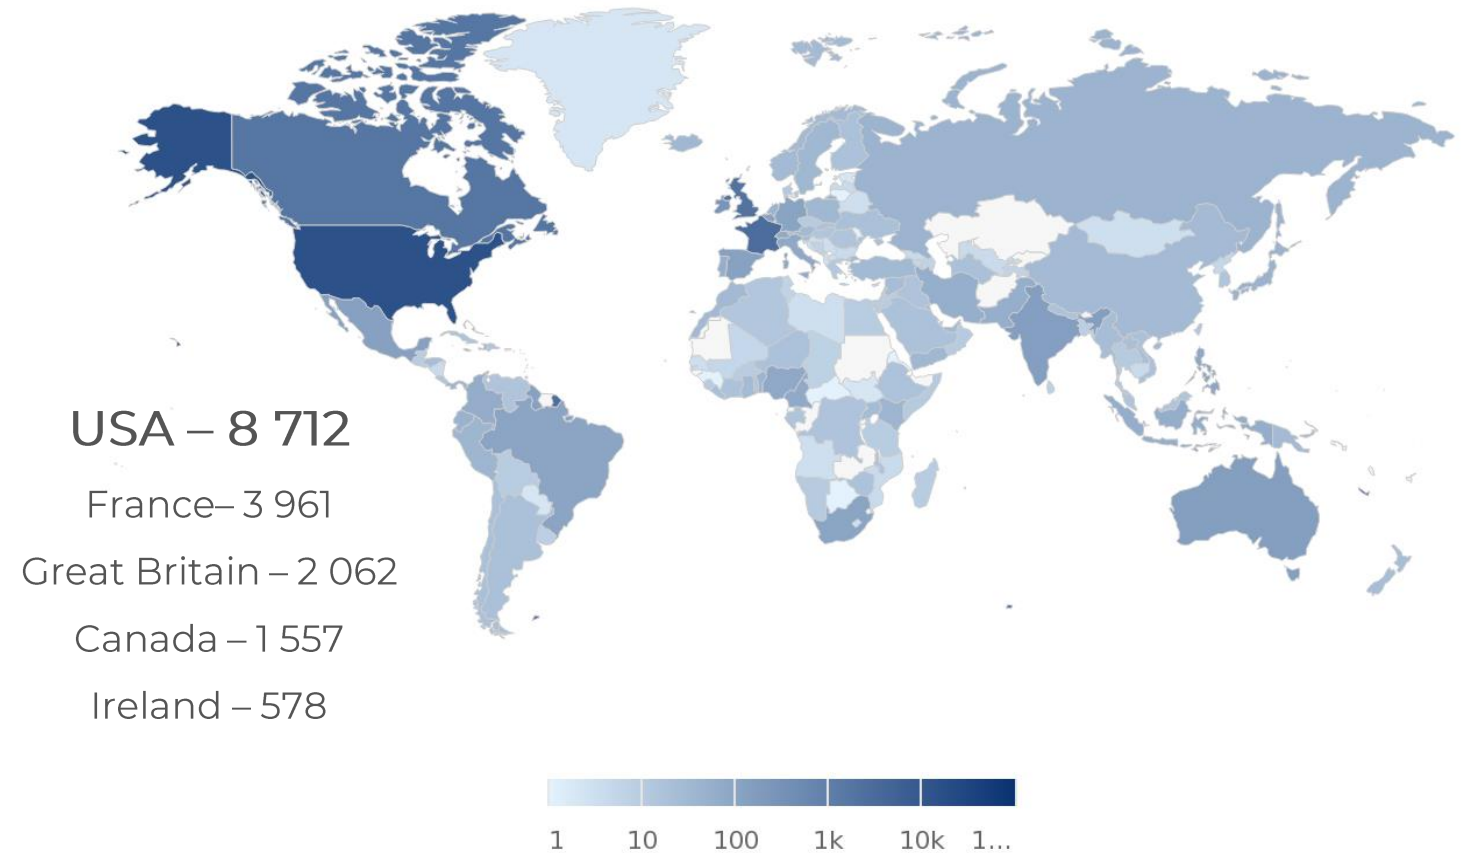 USA – 8 712
France– 3 961
Great Britain – 2 062
Canada – 1 557
Ireland – 578
1 10 100 1k 10k 1...